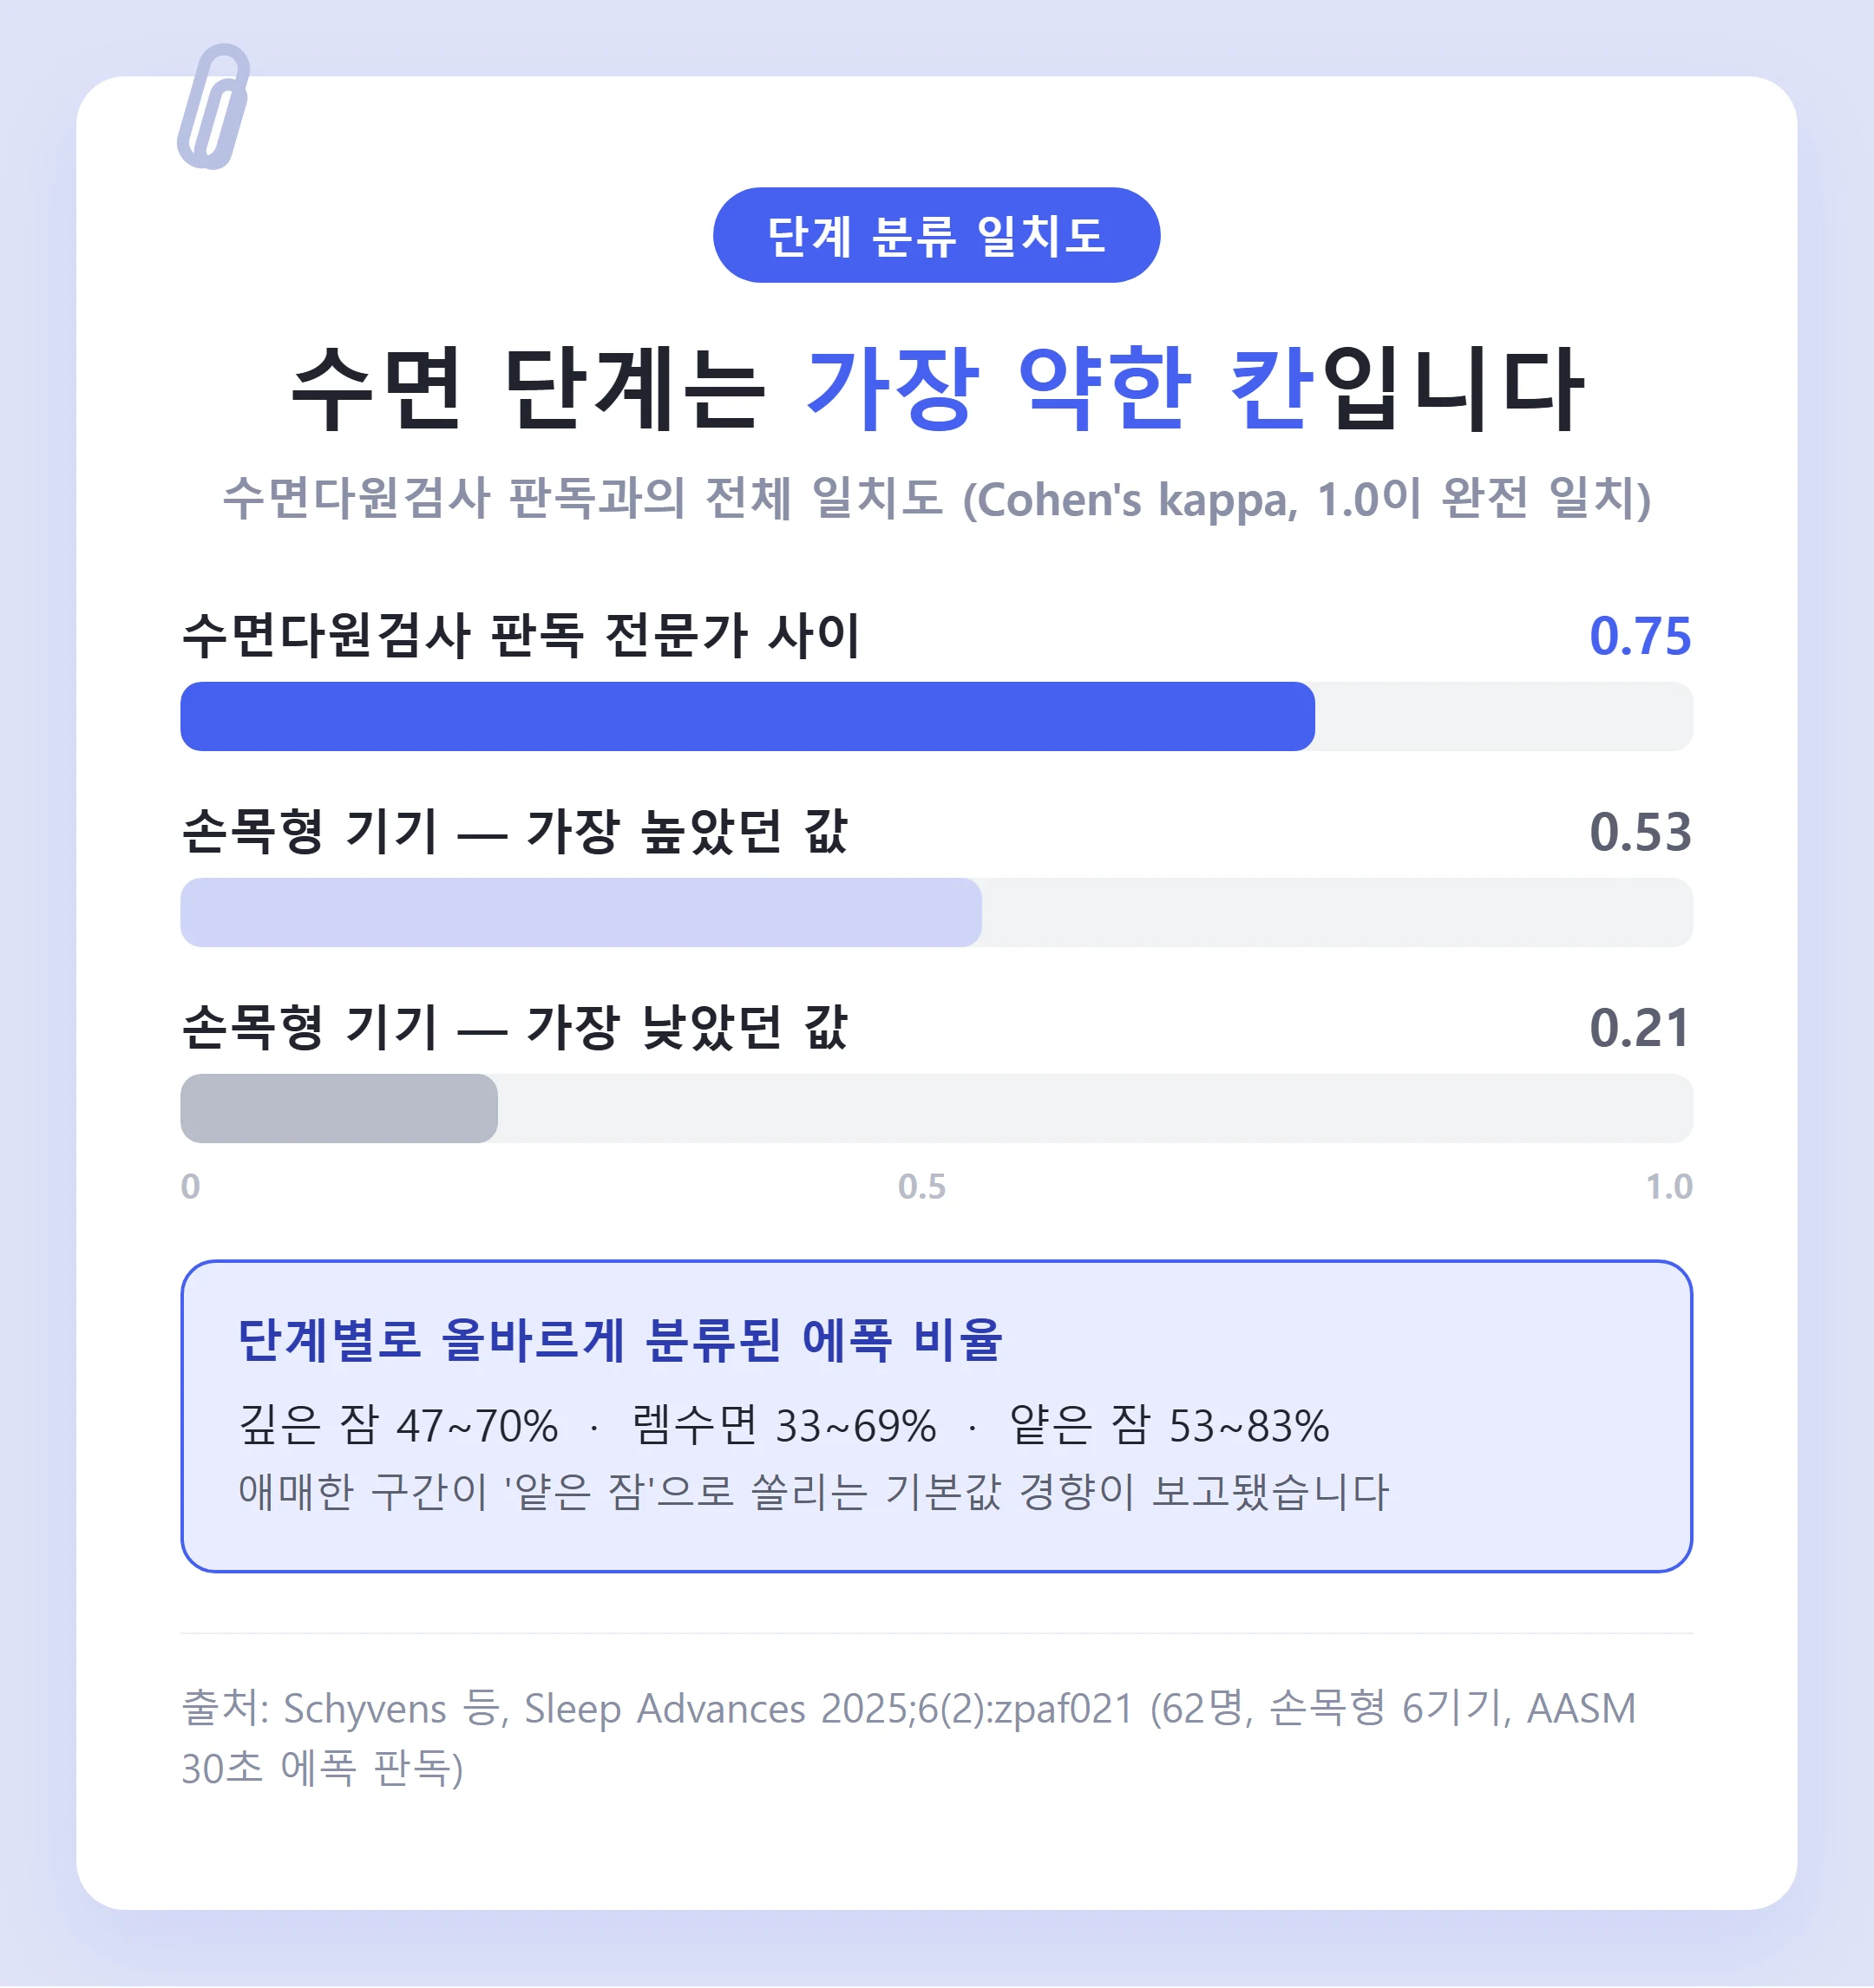 단계 분류 일치도
수면 단계는 가장 약한 칸입니다
수면다원검사 판독과의 전체 일치도 (Cohen's kappa, 1.0이 완전 일치)
수면다원검사 판독 전문가 사이 0.75
손목형 기기 — 가장 높았던 값 0.53
손목형 기기 — 가장 낮았던 값 0.21
0 0.5 1.0
단계별로 올바르게 분류된 에폭 비율
깊은 잠 47~70% · 렘수면 33~69% · 얕은 잠 53~83%
애매한 구간이 '얕은 잠'으로 쏠리는 기본값 경향이 보고됐습니다
출처: Schyvens 등, Sleep Advances 2025;6(2):zpaf021 (62명, 손목형 6기기, AASM
30초 에폭 판독)